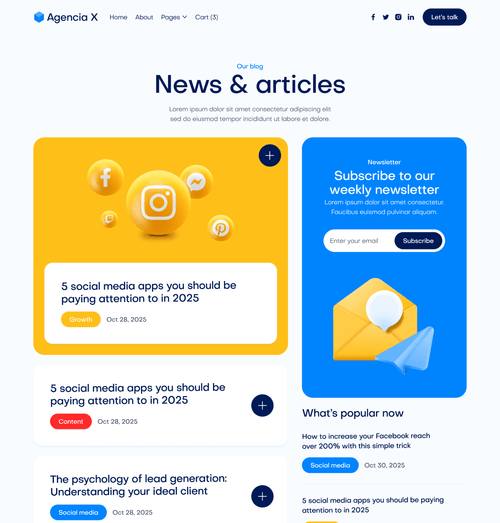 Agencia X
Home About Pages Cart (3)
Let's talk
Our blog
News & articles
Lorem ipsum dolor sit amet consectetur adipiscing elit
sed do eiusmod tempor incididunt ut labore et dolore.
5 social media apps you should be
paying attention to in 2025
Growth Oct 28, 2025
5 social media apps you should be
paying attention to in 2025
Content Oct 28, 2025
The psychology of lead generation:
Understanding your ideal client
Social media Oct 28, 2025
Newsletter
Subscribe to our
weekly newsletter
Lorem ipsum dolor sit amet consectetur.
Faucibus euismod pulvinar aliquam.
Enter your email Subscribe
What's popular now
How to increase your Facebook reach
over 200% with this simple trick
Social media Oct 30, 2025
5 social media apps you should be paying
attention to in 2025